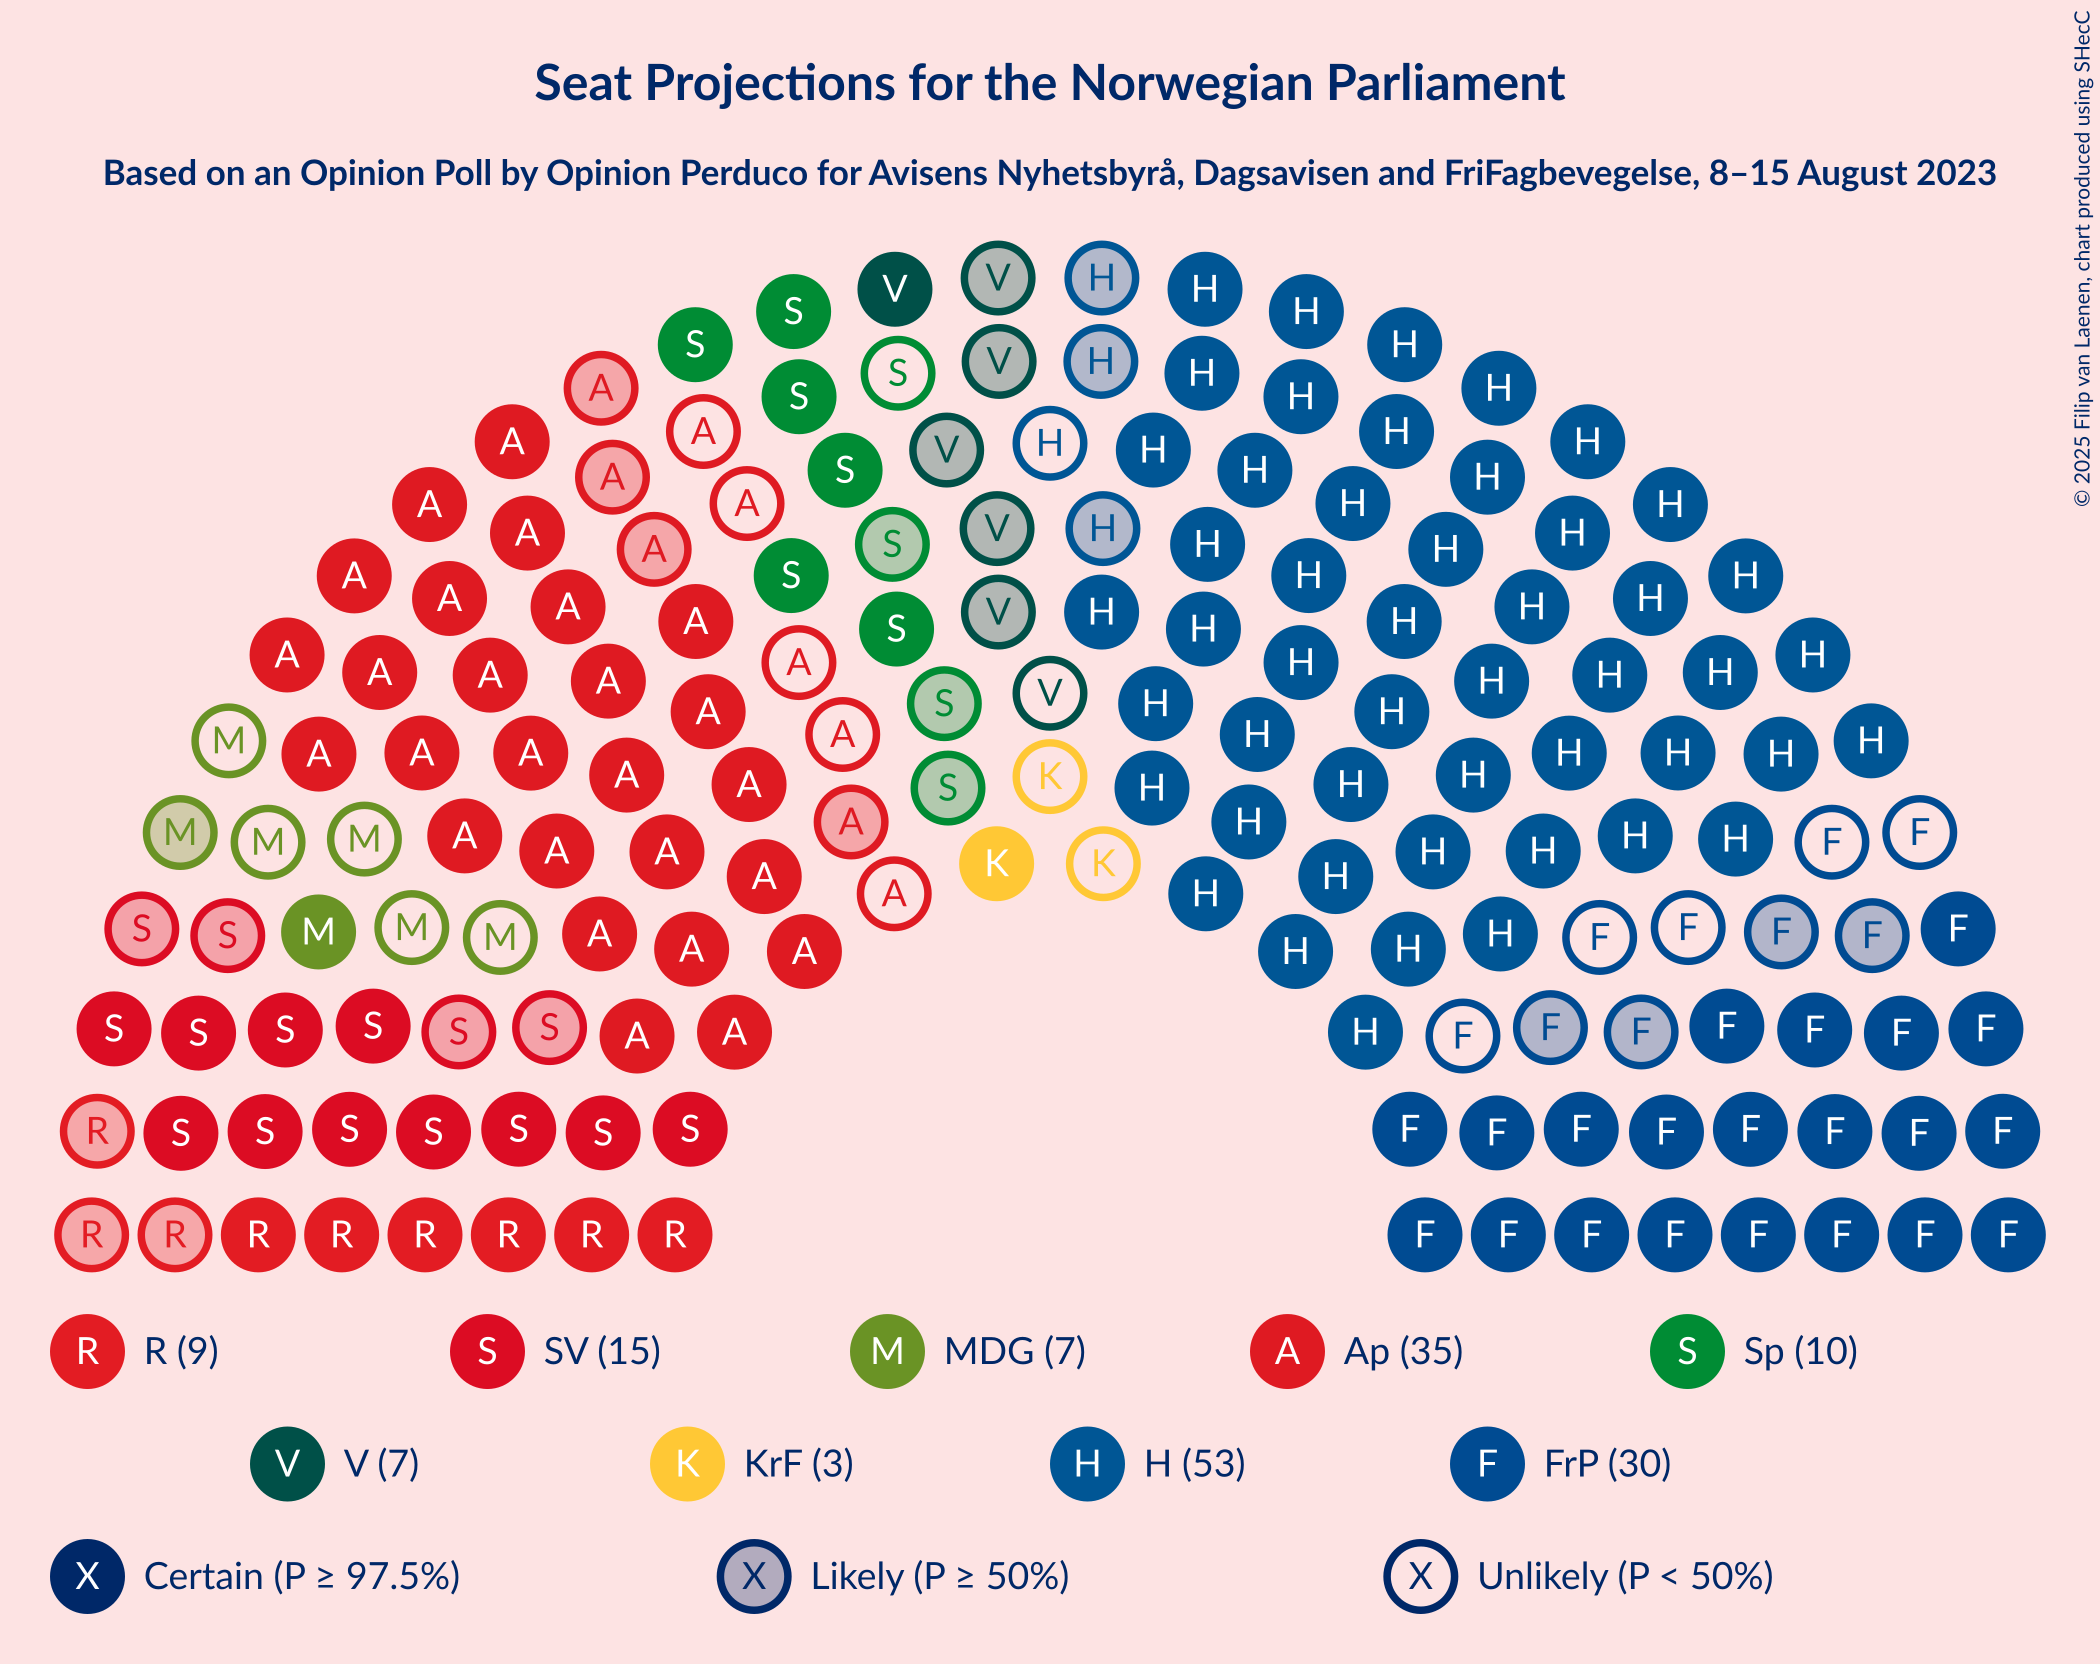 Seat Projections for the Norwegian Parliament
Based on an Opinion Poll by Opinion Perduco for Avisens Nyhetsbyrå, Dagsavisen and FriFagbevegelse, 8–15 August 2023
© 2025 Filip van Laenen, chart produced using SHecC
V V H H
S S H H
V H H
A S S V H H H
A A S V H H H H
A A S H H H H
A A A S V H H H H
A A A S H H H H
A A A S V H H H H
A A A S V H H H H
A A A A V H H H H
A A A A S H H H H
M A A A A A K H H H H H H H
A A S H H
M M M A A A A A K K H H H H H H F F
A A H
S S M M M A A A H H H F F F F F
S S S S S S A A H F F F F F F F
R S S S S S S S F F F F F F F F
R R R R R R R R F F F F F F F F
R R (9) S SV (15) M MDG (7) A Ap (35) S Sp (10)
V V (7) K KrF (3) H H (53) F FrP (30)
X Certain (P ≥ 97.5%) X Likely (P ≥ 50%) X Unlikely (P < 50%)